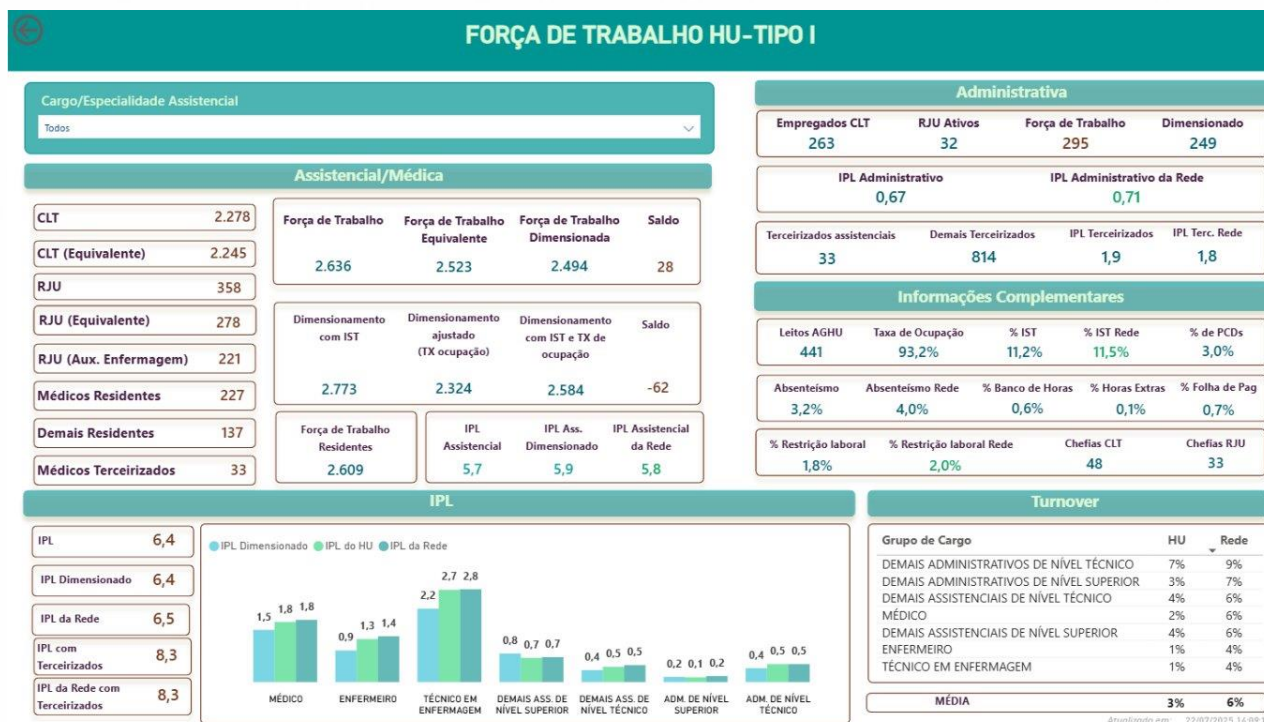 FORÇA DE TRABALHO HU-TIPO I
Cargo/Especialidade Assistencial
Todos
Assistencial/Médica
CLT 2.278
CLT (Equivalente) 2.245
RJU 358
RJU (Equivalente) 278
RJU (Aux. Enfermagem) 221
Médicos Residentes 227
Demais Residentes 137
Médicos Terceirizados 33
Força de Trabalho Força de Trabalho Equivalente Força de Trabalho Dimensionada Saldo
2.636 2.523 2.494 28
Dimensionamento com IST Dimensionamento ajustado (TX ocupação) Dimensionamento com IST e TX de ocupação Saldo
2.773 2.324 2.584 -62
Força de Trabalho Residentes
2.609
IPL Assistencial IPL Ass. Dimensionado IPL Assistencial da Rede
5,7 5,9 5,8
Administrativa
Empregados CLT RJU Ativos Força de Trabalho Dimensionado
263 32 295 249
IPL Administrativo IPL Administrativo da Rede
0,67 0,71
Terceirizados assistenciais Demais Terceirizados IPL Terceirizados IPL Terc. Rede
33 814 1,9 1,8
Informações Complementares
Leitos AGHU Taxa de Ocupação % IST % IST Rede % de PCDs
441 93,2% 11,2% 11,5% 3,0%
Absenteísmo Absenteísmo Rede % Banco de Horas % Horas Extras % Folha de Pag
3,2% 4,0% 0,6% 0,1% 0,7%
% Restrição laboral % Restrição laboral Rede Chefias CLT Chefias RJU
1,8% 2,0% 48 33
IPL
IPL 6,4
IPL Dimensionado 6,4
IPL da Rede 6,5
IPL com Terceirizados 8,3
IPL da Rede com Terceirizados 8,3
IPL Dimensionado IPL do HU IPL da Rede
1,5 1,8 1,8
0,9 1,3 1,4
2,2 2,7 2,8
0,8 0,7 0,7
0,4 0,5 0,5
0,2 0,1 0,2
0,4 0,5 0,5
MÉDICO ENFERMEIRO TÉCNICO EM ENFERMAGEM DEMAIS ASS. DE NÍVEL SUPERIOR DEMAIS ASS. DE NÍVEL TÉCNICO ADM. DE NÍVEL SUPERIOR ADM. DE NÍVEL TÉCNICO
Turnover
Grupo de Cargo HU Rede
DEMAIS ADMINISTRATIVOS DE NÍVEL TÉCNICO 7% 9%
DEMAIS ADMINISTRATIVOS DE NÍVEL SUPERIOR 3% 7%
DEMAIS ASSISTENCIAIS DE NÍVEL TÉCNICO 4% 6%
MÉDICO 2% 6%
DEMAIS ASSISTENCIAIS DE NÍVEL SUPERIOR 4% 6%
ENFERMEIRO 1% 4%
TÉCNICO EM ENFERMAGEM 1% 4%
MÉDIA 3% 6%
Atualizado em: 22/07/2025